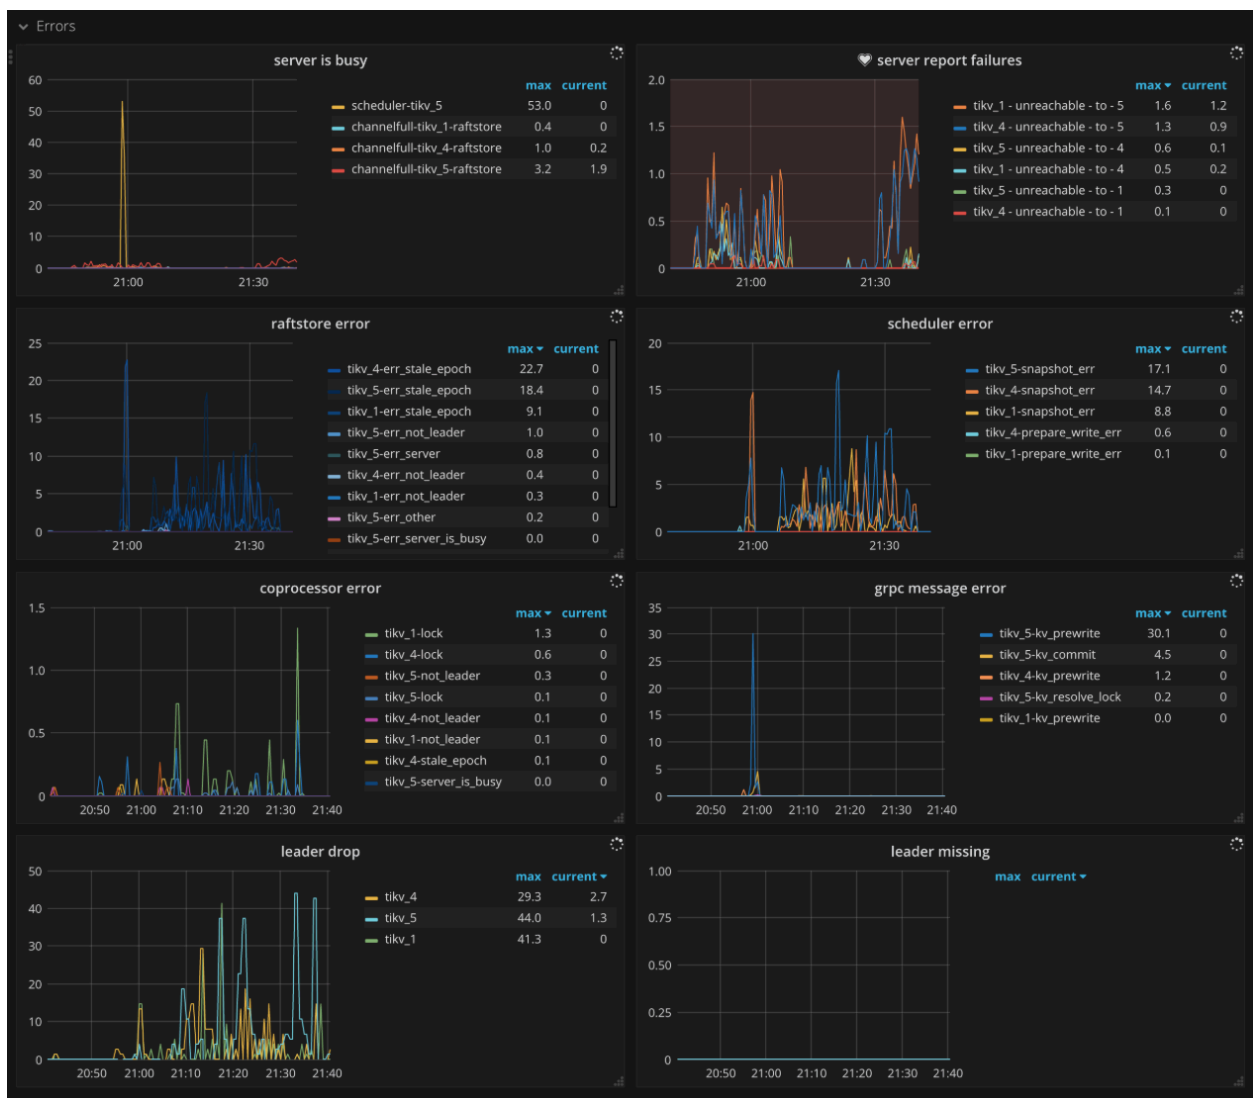 Errors
server is busy
max current
60
50
40
30
20
10
0
21:00 21:30
scheduler-tikv_5 53.0 0
channelfull-tikv_1-raftstore 0.4 0
channelfull-tikv_4-raftstore 1.0 0.2
channelfull-tikv_5-raftstore 3.2 1.9
server report failures
max current
2.0
1.5
1.0
0.5
0
21:00 21:30
tikv_1 - unreachable - to - 5 1.6 1.2
tikv_4 - unreachable - to - 5 1.3 0.9
tikv_5 - unreachable - to - 4 0.6 0.1
tikv_1 - unreachable - to - 4 0.5 0.2
tikv_5 - unreachable - to - 1 0.3 0
tikv_4 - unreachable - to - 1 0.1 0
raftstore error
max current
25
20
15
10
5
0
21:00 21:30
tikv_4-err_stale_epoch 22.7 0
tikv_5-err_stale_epoch 18.4 0
tikv_1-err_stale_epoch 9.1 0
tikv_5-err_not_leader 1.0 0
tikv_5-err_server 0.8 0
tikv_4-err_not_leader 0.4 0
tikv_1-err_not_leader 0.3 0
tikv_5-err_other 0.2 0
tikv_5-err_server_is_busy 0.0 0
scheduler error
max current
20
15
10
5
0
21:00 21:30
tikv_5-snapshot_err 17.1 0
tikv_4-snapshot_err 14.7 0
tikv_1-snapshot_err 8.8 0
tikv_4-prepare_write_err 0.6 0
tikv_1-prepare_write_err 0.1 0
coprocessor error
max current
1.5
1.0
0.5
0
20:50 21:00 21:10 21:20 21:30 21:40
tikv_1-lock 1.3 0
tikv_4-lock 0.6 0
tikv_5-not_leader 0.3 0
tikv_5-lock 0.1 0
tikv_4-not_leader 0.1 0
tikv_1-not_leader 0.1 0
tikv_4-stale_epoch 0.1 0
tikv_5-server_is_busy 0.0 0
grpc message error
max current
35
30
25
20
15
10
5
0
20:50 21:00 21:10 21:20 21:30 21:40
tikv_5-kv_prewrite 30.1 0
tikv_5-kv_commit 4.5 0
tikv_4-kv_prewrite 1.2 0
tikv_5-kv_resolve_lock 0.2 0
tikv_1-kv_prewrite 0.0 0
leader drop
max current
50
40
30
20
10
0
20:50 21:00 21:10 21:20 21:30 21:40
tikv_4 29.3 2.7
tikv_5 44.0 1.3
tikv_1 41.3 0
leader missing
max current
1.00
0.75
0.50
0.25
0
20:50 21:00 21:10 21:20 21:30 21:40